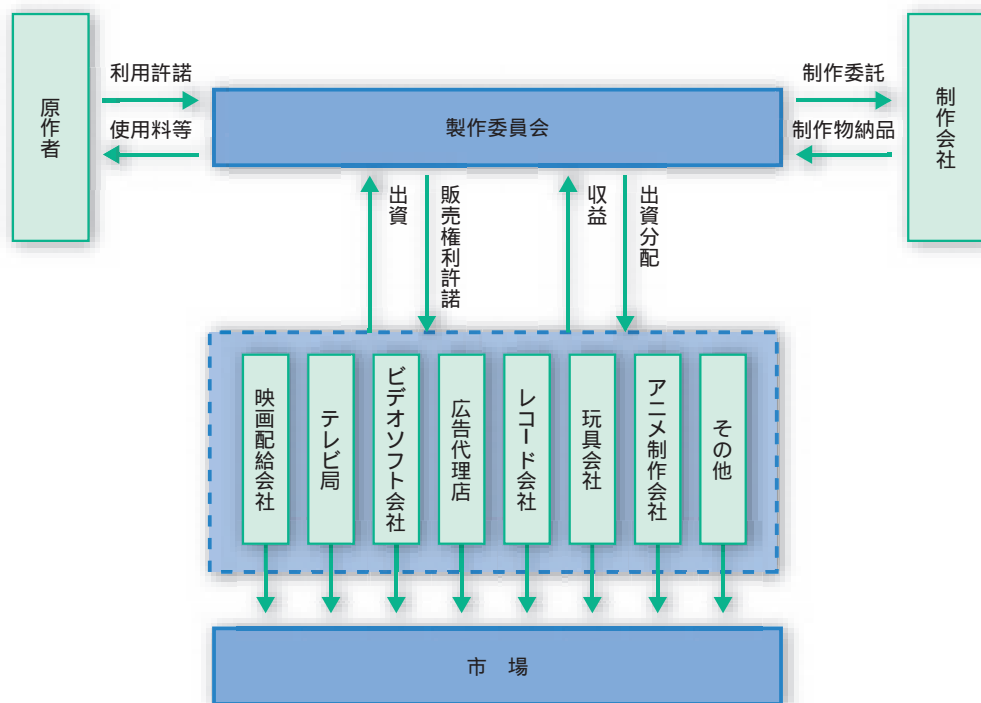 原作者
利用許諾
使用料等
製作委員会
制作委託
制作物納品
制作会社
出資
販売権利許諾
収益
出資分配
映画配給会社
テレビ局
ビデオソフト会社
広告代理店
レコード会社
玩具会社
アニメ制作会社
その他
市 場